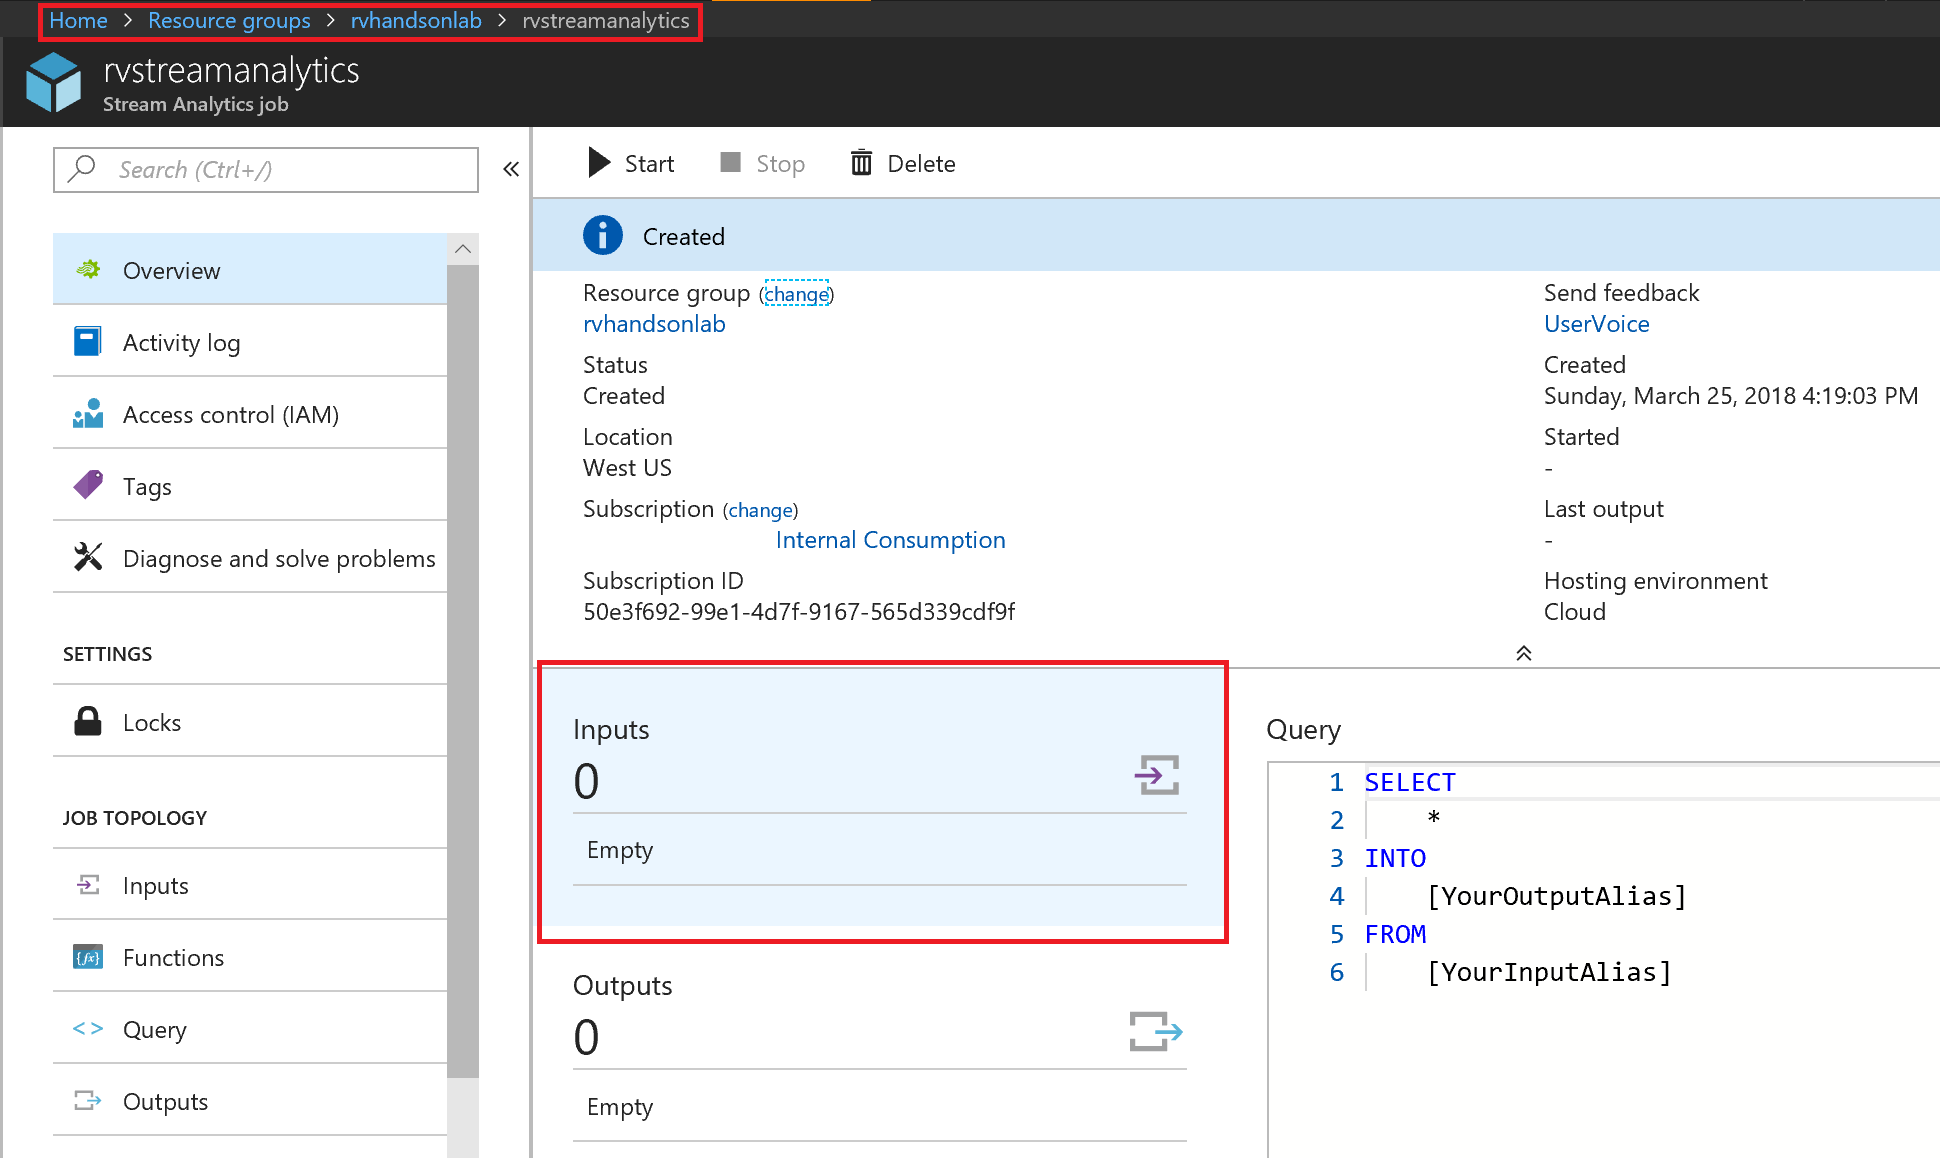 Home > Resource groups > rvhandsonlab > rvstreamanalytics
rvstreamanalytics
Stream Analytics job
Search (Ctrl+/)
«
Overview
Activity log
Access control (IAM)
Tags
Diagnose and solve problems
SETTINGS
Locks
JOB TOPOLOGY
Inputs
Functions
Query
Outputs
Start Stop Delete
Created
Resource group (change)
rvhandsonlab
Status
Created
Location
West US
Subscription (change)
Internal Consumption
Subscription ID
50e3f692-99e1-4d7f-9167-565d339cdf9f
Send feedback
UserVoice
Created
Sunday, March 25, 2018 4:19:03 PM
Started
-
Last output
-
Hosting environment
Cloud
Inputs
0
Empty
Outputs
0
Empty
Query
1 SELECT
2 *
3 INTO
4 [YourOutputAlias]
5 FROM
6 [YourInputAlias]